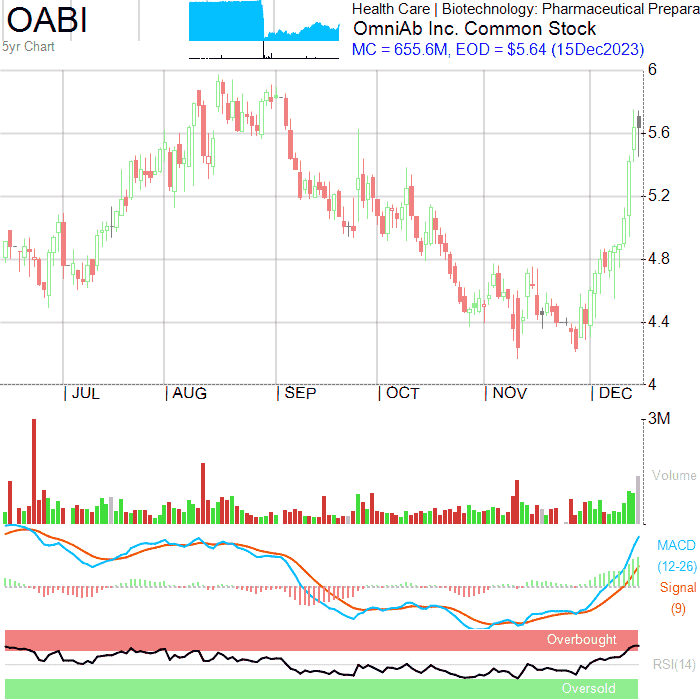 OABI
5yr Chart
Health Care | Biotechnology: Pharmaceutical Prepara
OmniAb Inc. Common Stock
MC = 655.6M, EOD = $5.64 (15Dec2023)
6
5.6
5.2
4.8
4.4
4
JUL AUG SEP OCT NOV DEC
3M
Volume
MACD
(12-26)
Signal
(9)
Overbought
RSI(14)
Oversold